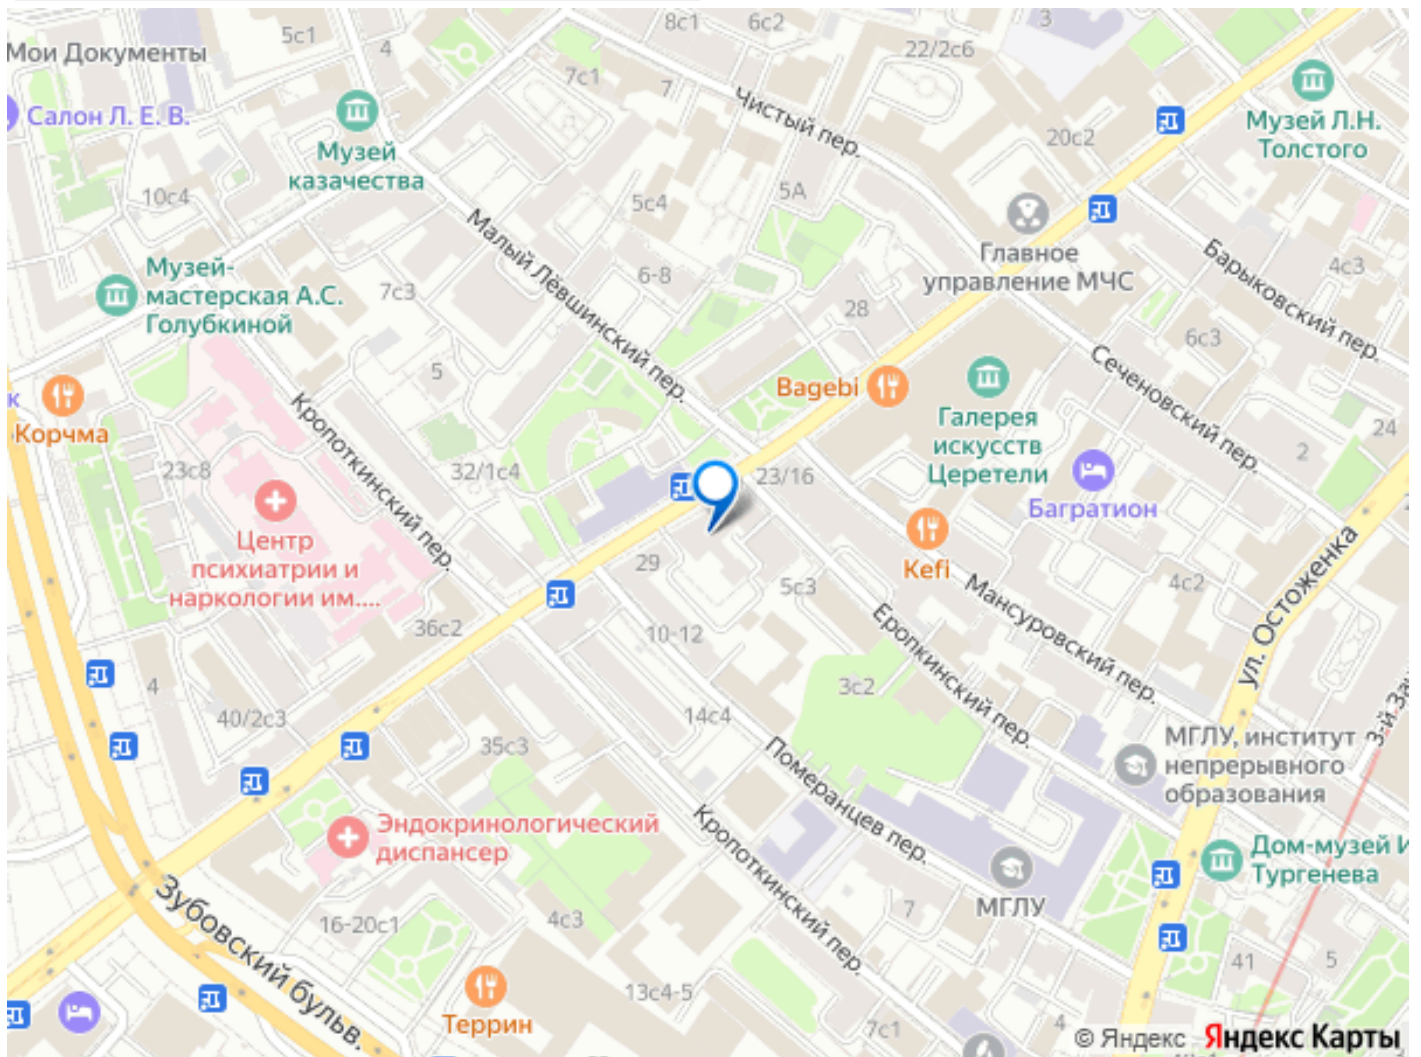 5с1
8с1
6с2
3
Мои Документы
4
22/2с6
7с1
7
Музей Л.Н.
Толстого
Салон Л. Е. В.
Чистый пер.
20с2
Музей
казачества
10с4
5с4
5А
Малый Лёвшинский пер.
Главное
управление МЧС
Барыковский пер.
4с3
Музей-
мастерская А.С.
Голубкиной
7с3
6-8
28
6с3
Сеченовский пер.
к
Корчма
5
Bagebi
Галерея
искусств
Церетели
24
2
Кропоткинский пер.
23с8
32/1с4
23/16
Багратион
Центр
психиатрии и
наркологии им....
29
5с3
Kefi
Мансуровский пер.
4с2
ул. Остоженка
36с2
10-12
Еропкинский пер.
3с2
4
40/2с3
14с4
35с3
Померанцев пер.
МГЛУ, институт
непрерывного
образования
Эндокринологический
диспансер
Кропоткинский пер.
Дом-музей И
Тургенева
МГЛУ
7
Зубовский бульв.
16-20с1
4с3
41
5
13с4-5
Террин
7с1
4
© Яндекс Яндекс Карты